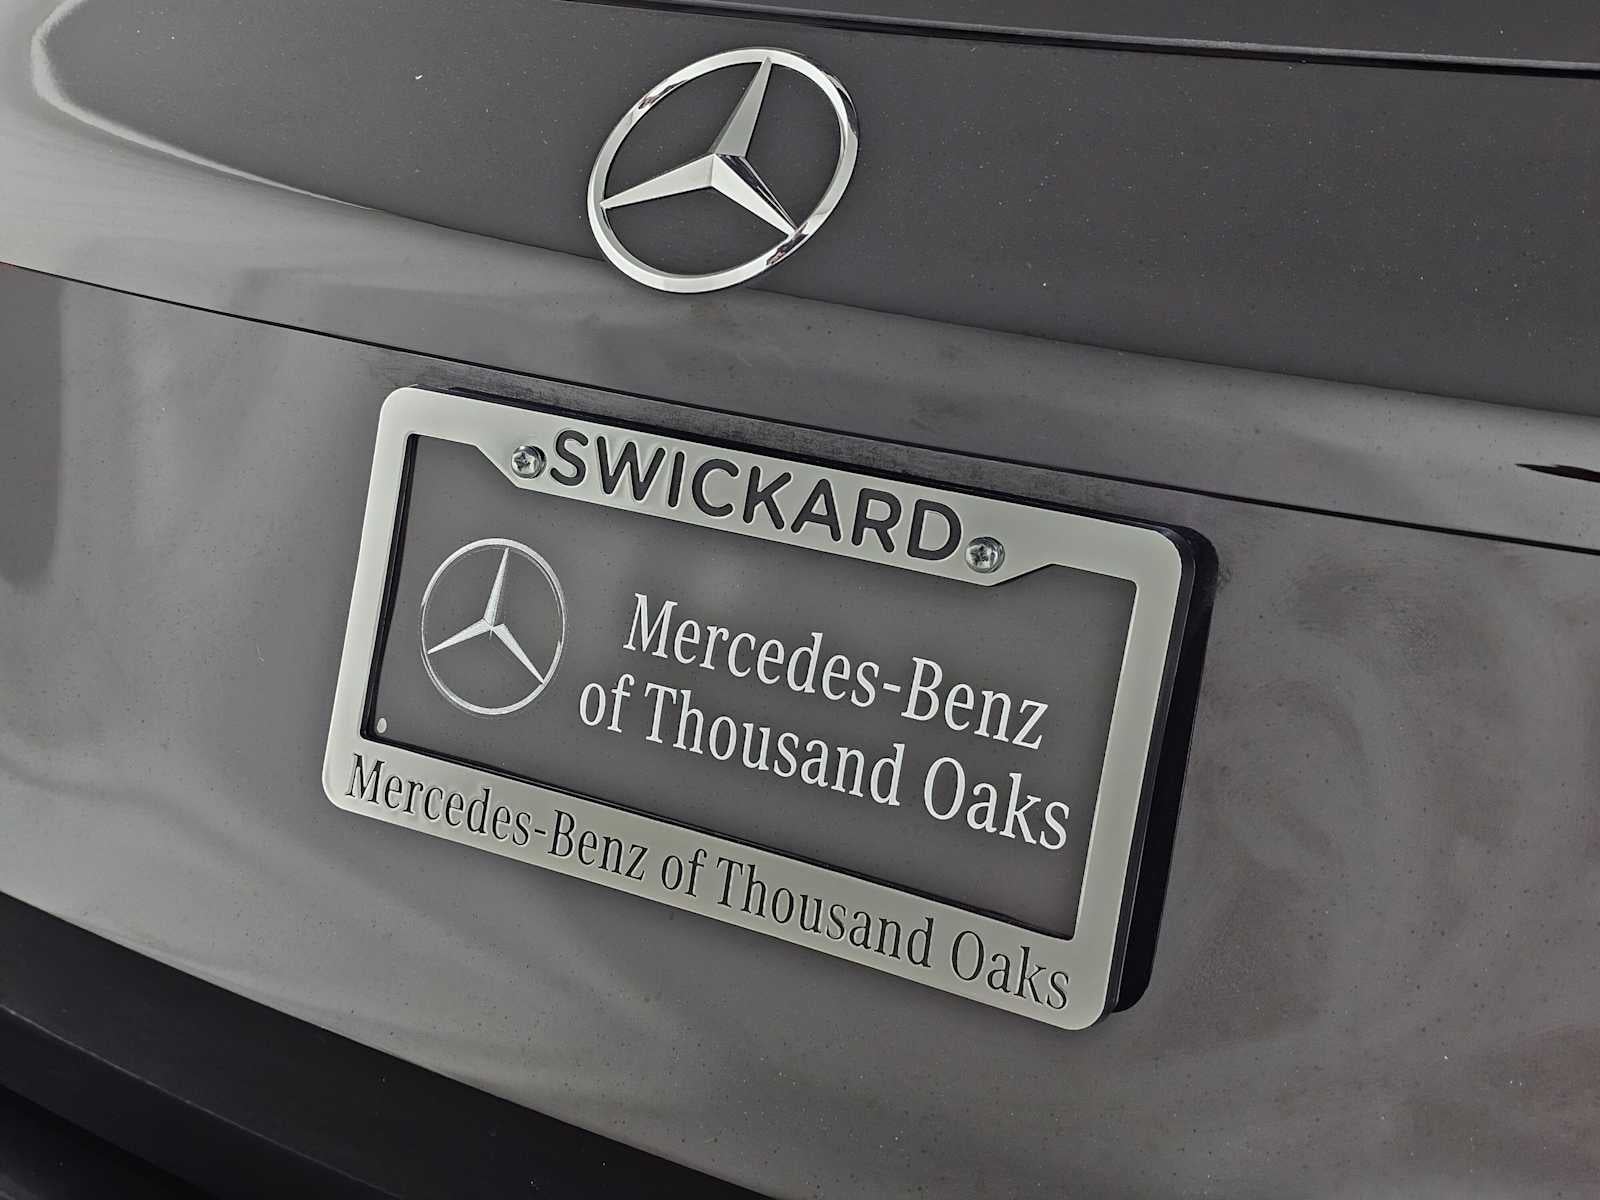 SWICKARD
Mercedes-Benz
of Thousand Oaks
Mercedes-Benz of Thousand Oaks